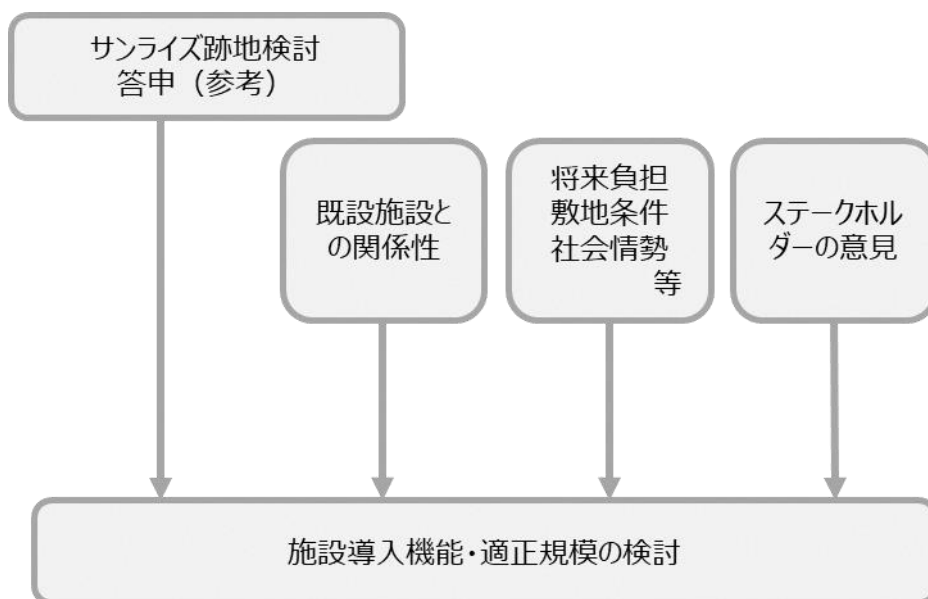 サンライズ跡地検討
答申（参考）
既設施設と
の関係性
将来負担
敷地条件
社会情勢
等
ステークホル
ダーの意見
施設導入機能・適正規模の検討